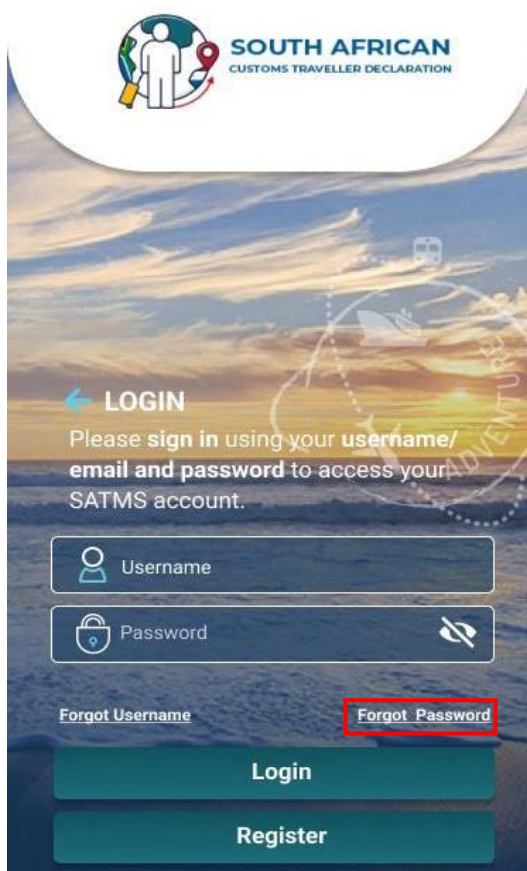 SOUTH AFRICAN
CUSTOMS TRAVELLER DECLARATION
ADVENTURE
LOGIN
Please sign in using your username/
email and password to access your
SATMS account.
Username
Password
Forgot Username
Forgot Password
Login
Register